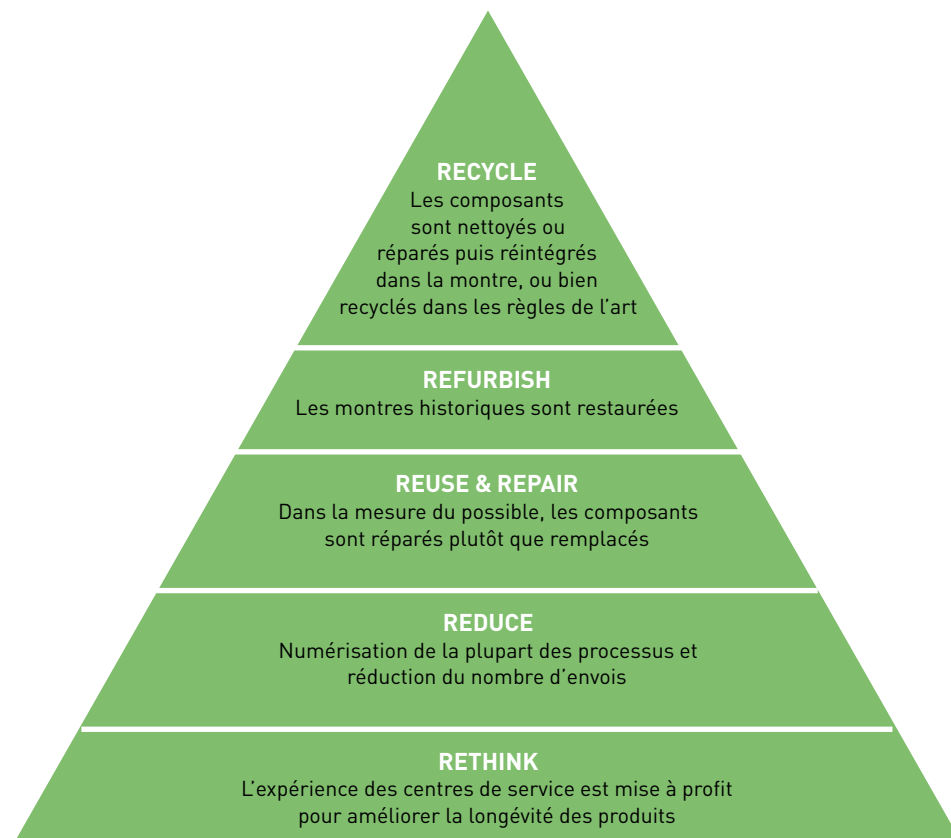 RECYCLE
Les composants
sont nettoyés ou
réparés puis réintégrés
dans la montre, ou bien
recyclés dans les règles de l’art
REFURBISH
Les montres historiques sont restaurées
REUSE & REPAIR
Dans la mesure du possible, les composants
sont réparés plutôt que remplacés
REDUCE
Numérisation de la plupart des processus et
réduction du nombre d’envois
RETHINK
L’expérience des centres de service est mise à profit
pour améliorer la longévité des produits